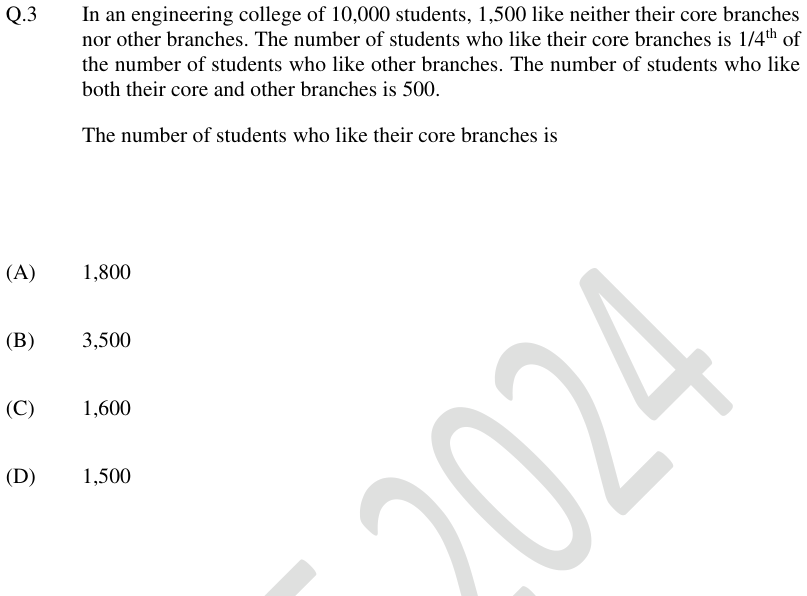 Q.3 In an engineering college of 10,000 students, 1,500 like neither their core branches
nor other branches. The number of students who like their core branches is 1/4th of
the number of students who like other branches. The number of students who like
both their core and other branches is 500.
The number of students who like their core branches is
(A) 1,800
(B) 3,500
(C) 1,600
(D) 1,500
2024